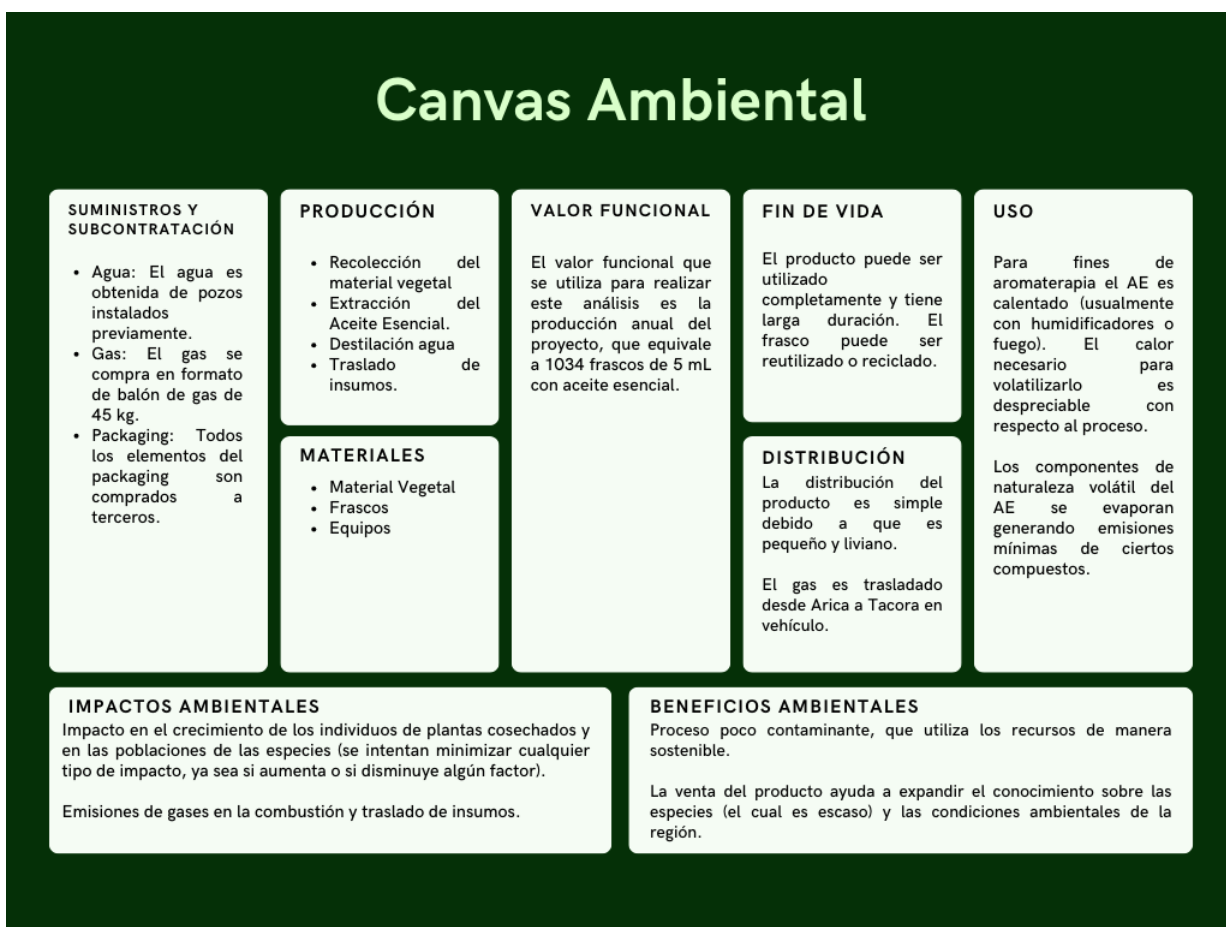 Canvas Ambiental
SUMINISTROS Y
SUBCONTRATACIÓN
• Agua: El agua es
obtenida de pozos
instalados
previamente.
• Gas: El gas se
compra en formato
de balón de gas de
45 kg.
• Packaging: Todos
los elementos del
packaging son
comprados a
terceros.
PRODUCCIÓN
• Recolección del
material vegetal
• Extracción del
Aceite Esencial.
• Destilación agua
• Traslado de
insumos.
MATERIALES
• Material Vegetal
• Frascos
• Equipos
VALOR FUNCIONAL
El valor funcional que
se utiliza para realizar
este análisis es la
producción anual del
proyecto, que equivale
a 1034 frascos de 5 mL
con aceite esencial.
FIN DE VIDA
El producto puede ser
utilizado
completamente y tiene
larga duración. El
frasco puede ser
reutilizado o reciclado.
DISTRIBUCIÓN
La distribución del
producto es simple
debido a que es
pequeño y liviano.
El gas es trasladado
desde Arica a Tacora en
vehículo.
USO
Para fines de
aromaterapia el AE es
calentado (usualmente
con humidificadores o
fuego). El calor
necesario para
volatilizarlo es
despreciable con
respecto al proceso.
Los componentes de
naturaleza volátil del
AE se evaporan
generando emisiones
mínimas de ciertos
compuestos.
IMPACTOS AMBIENTALES
Impacto en el crecimiento de los individuos de plantas cosechados y
en las poblaciones de las especies (se intentan minimizar cualquier
tipo de impacto, ya sea si aumenta o si disminuye algún factor).
Emisiones de gases en la combustión y traslado de insumos.
BENEFICIOS AMBIENTALES
Proceso poco contaminante, que utiliza los recursos de manera
sostenible.
La venta del producto ayuda a expandir el conocimiento sobre las
especies (el cual es escaso) y las condiciones ambientales de la
región.